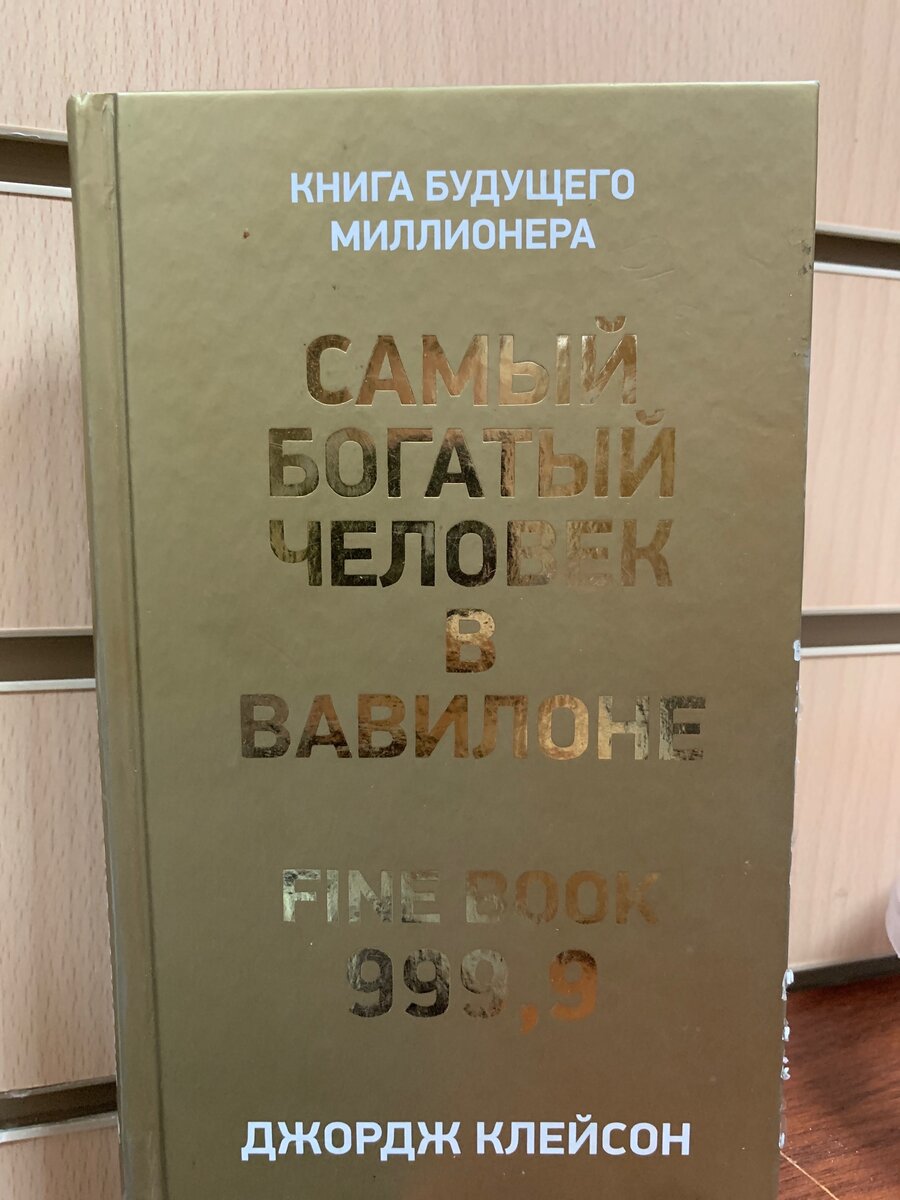 КНИГА БУДУЩЕГО
МИЛЛИОНЕРА
САМЫЙ
БОГАТЫЙ
ЧЕЛОВЕК
В
ВАВИЛОНЕ
FINE BOOK
999,9
ДЖОРДЖ КЛЕЙСОН